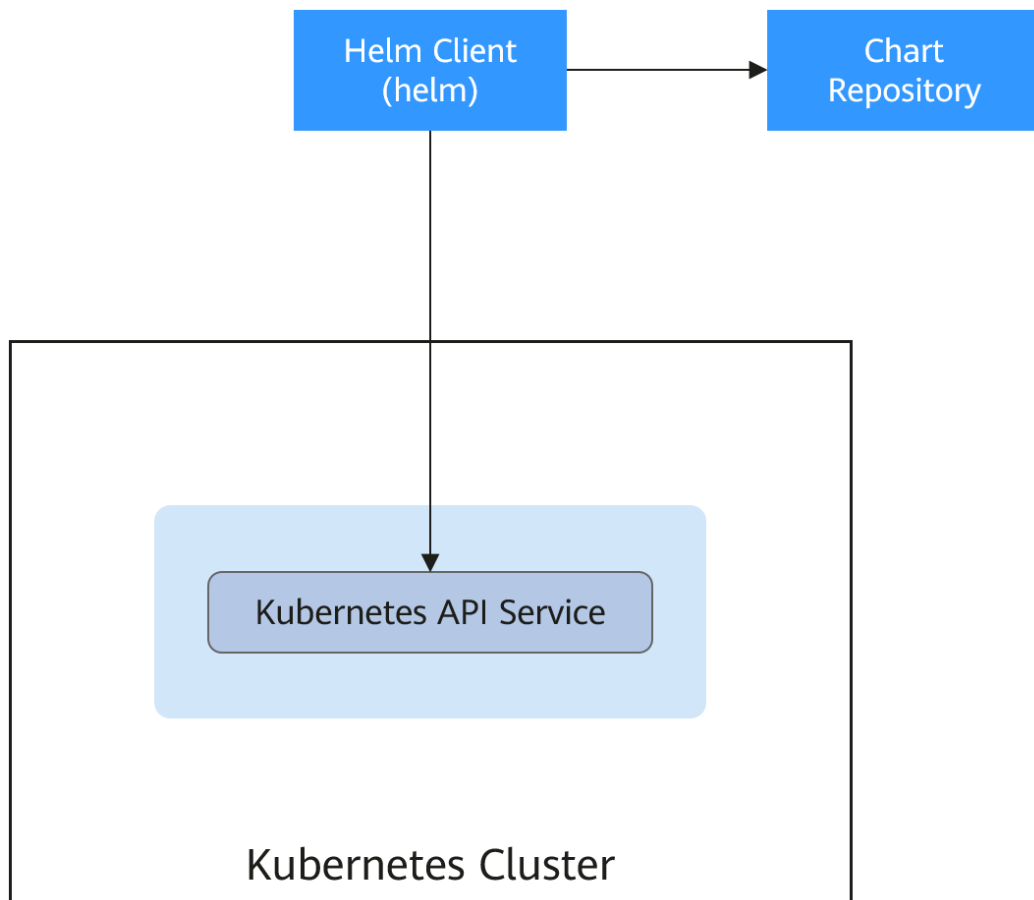 Helm Client
(helm)
Chart
Repository
Kubernetes API Service
Kubernetes Cluster